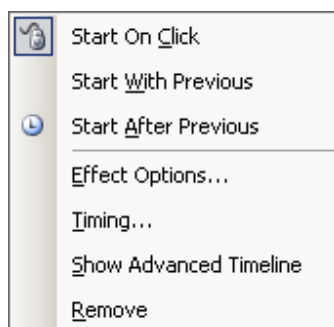 Start On Click
Start With Previous
Start After Previous
Effect Options...
Timing...
Show Advanced Timeline
Remove